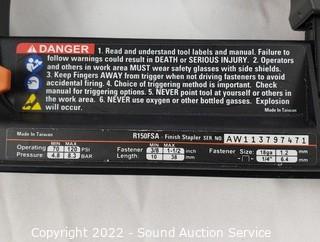 DANGER 1. Read and understand tool labels and manual. Failure to
follow warnings could result in DEATH or SERIOUS INJURY. 2. Operators
and others in work area MUST wear safety glasses with side shields.
3. Keep Fingers AWAY from trigger when not driving fasteners to avoid
accidental firing. 4. Choice of triggering method is important. Check
manual for triggering options. 5. NEVER point tool at yourself or others in
the work area. 6. NEVER use oxygen or other bottled gases. Explosion
will occur.
Made in Taiwan
Made in Taiwan R150FSA - Finish Stapler SER NO. AW113797471
MIN. MAX. MIN. MAX.
Operating 70 120 PSI Fastener 3/8 1-1/2 inch Fastener Size 18ga 1.2 mm
Pressure 4.8 8.3 BAR Length 10 38 mm 1/4" 6.4 mm
Copyright 2022 - Sound Auction Service